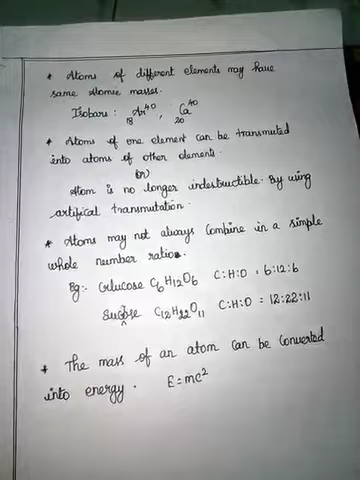 * Atoms of different elements may have
same atomic masses.
Isobars : ₁₈Ar⁴⁰, ₂₀Ca⁴⁰
* Atoms of one element can be transmuted
into atoms of other elements.
(or)
Atom is no longer indestructible. By using
artifical transmutation.
* Atoms may not always combine in a simple
whole number ratio.
Eg:- Glucose C₆H₁₂O₆ C:H:O : 6:12:6
Sucrose C₁₂H₂₂O₁₁ C:H:O = 12:22:11
* The mass of an atom can be converted
into energy. E=mc²